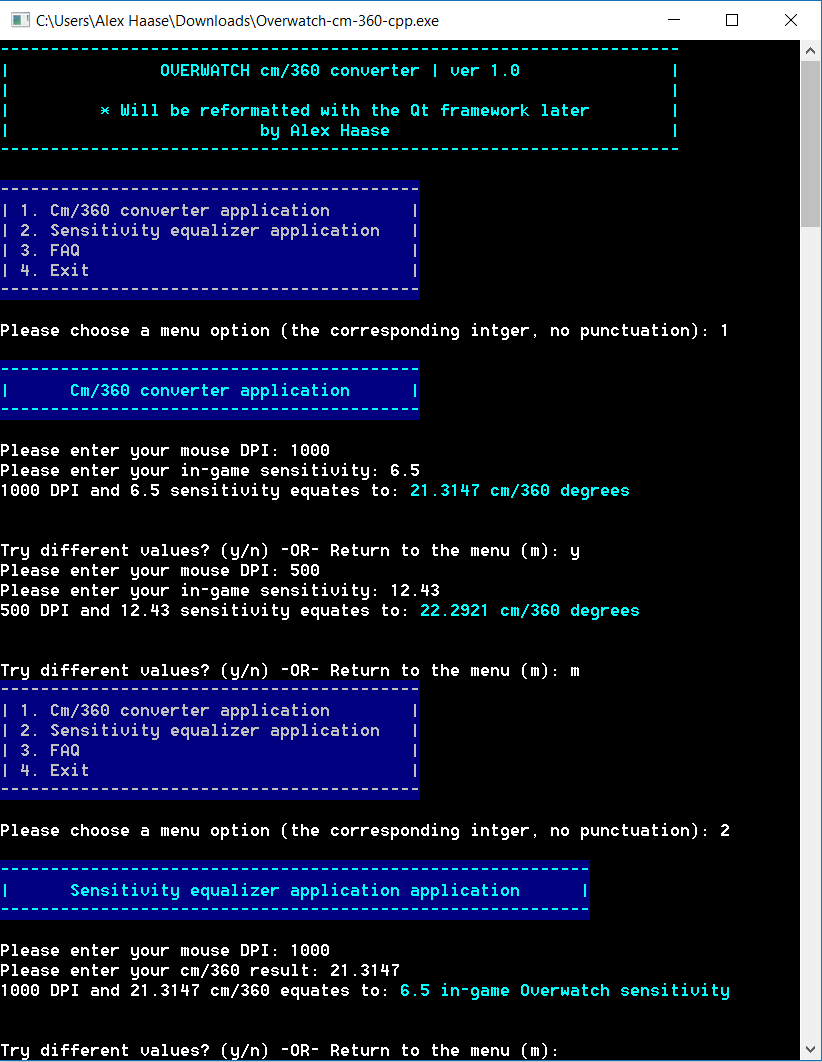 C:\Users\Alex Haase\Downloads\Overwatch-cm-360-cpp.exe
--------------------------------------------------------------------
| OVERWATCH cm/360 converter | ver 1.0 |
| |
| * Will be reformatted with the Qt framework later |
| by Alex Haase |
--------------------------------------------------------------------
------------------------------------------
| 1. Cm/360 converter application |
| 2. Sensitivity equalizer application |
| 3. FAQ |
| 4. Exit |
------------------------------------------
Please choose a menu option (the corresponding intger, no punctuation): 1
------------------------------------------
| Cm/360 converter application |
------------------------------------------
Please enter your mouse DPI: 1000
Please enter your in-game sensitivity: 6.5
1000 DPI and 6.5 sensitivity equates to: 21.3147 cm/360 degrees
Try different values? (y/n) -OR- Return to the menu (m): y
Please enter your mouse DPI: 500
Please enter your in-game sensitivity: 12.43
500 DPI and 12.43 sensitivity equates to: 22.2921 cm/360 degrees
Try different values? (y/n) -OR- Return to the menu (m): m
------------------------------------------
| 1. Cm/360 converter application |
| 2. Sensitivity equalizer application |
| 3. FAQ |
| 4. Exit |
------------------------------------------
Please choose a menu option (the corresponding intger, no punctuation): 2
-----------------------------------------------------------
| Sensitivity equalizer application application |
-----------------------------------------------------------
Please enter your mouse DPI: 1000
Please enter your cm/360 result: 21.3147
1000 DPI and 21.3147 cm/360 equates to: 6.5 in-game Overwatch sensitivity
Try different values? (y/n) -OR- Return to the menu (m):